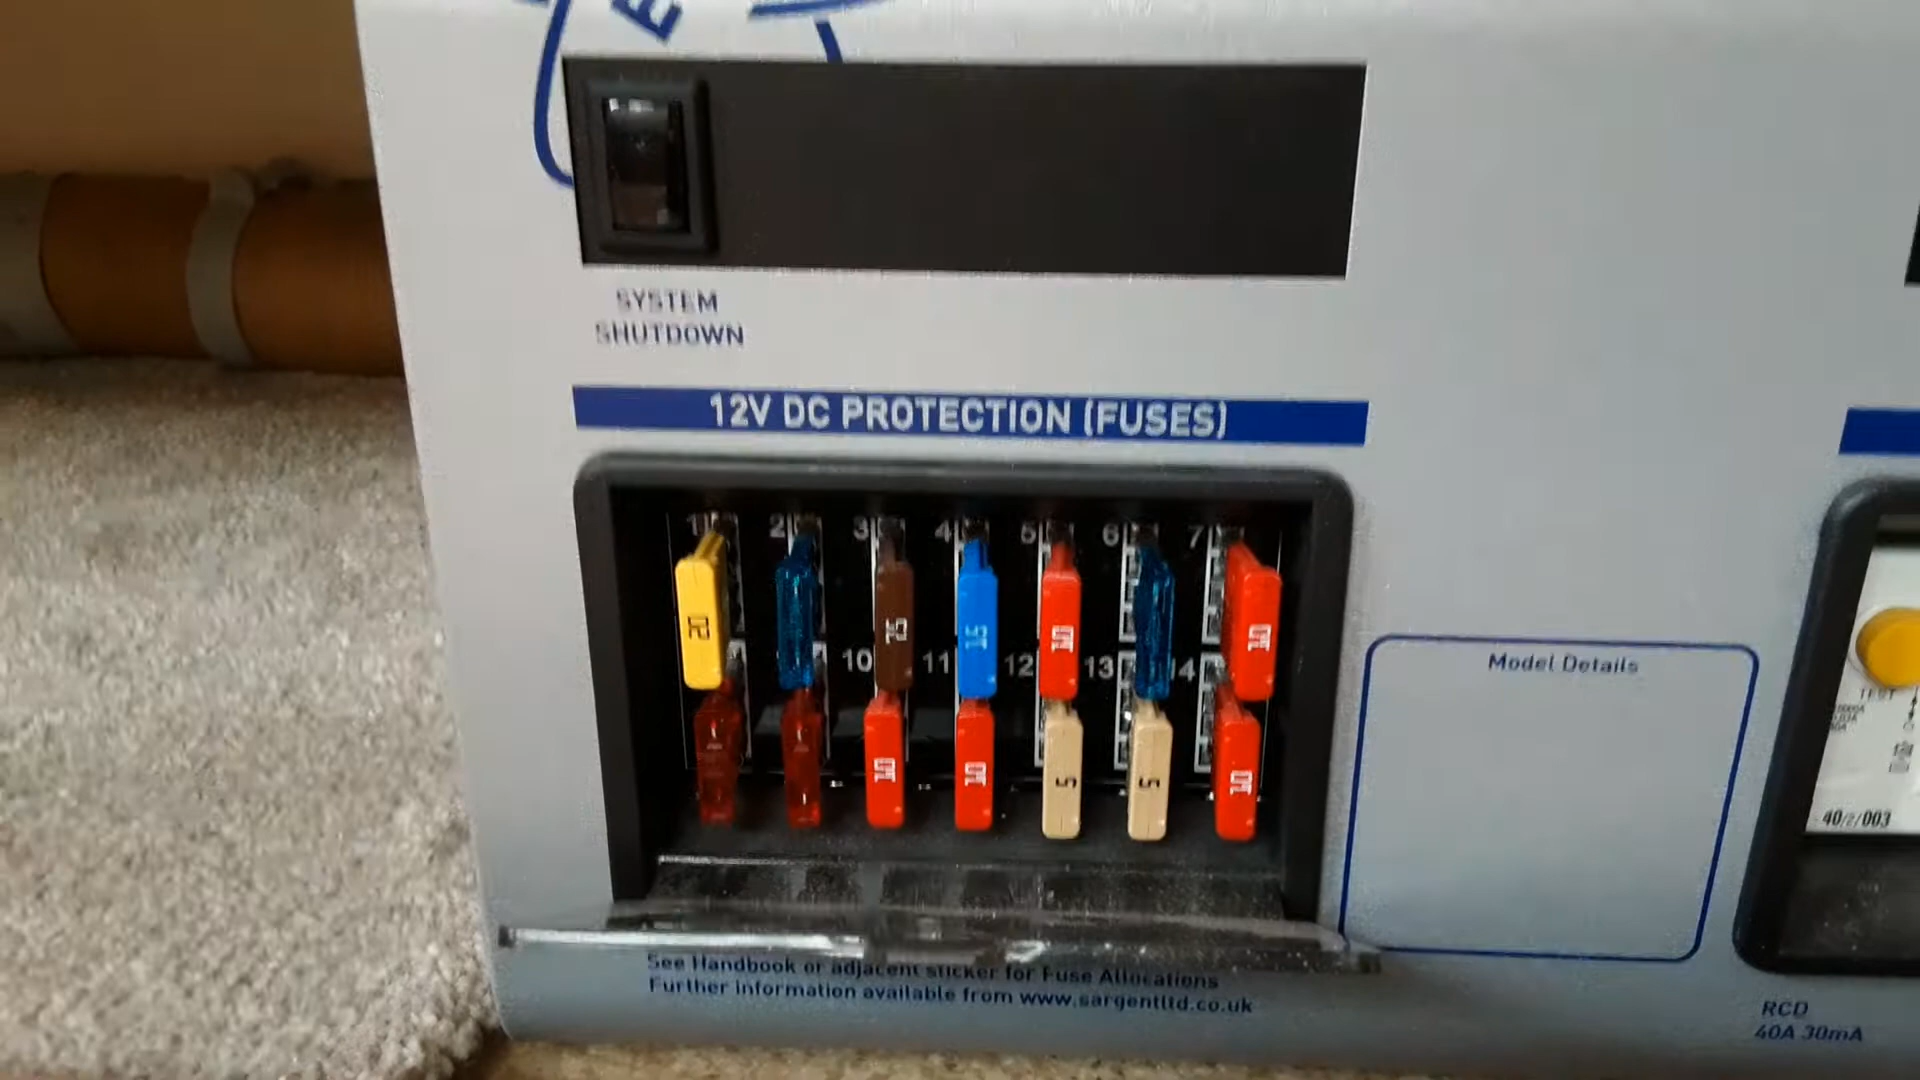 E
SYSTEM
SHUTDOWN
12V DC PROTECTION (FUSES)
1 2 3 4 5 6 7
20 15 10 10
10 11 12 13 14
10 10 5 5 10
Model Details
TEST
40/2/003
See Handbook or adjacent sticker for Fuse Allocations
Further information available from www.sargentltd.co.uk
RCD
40A 30mA